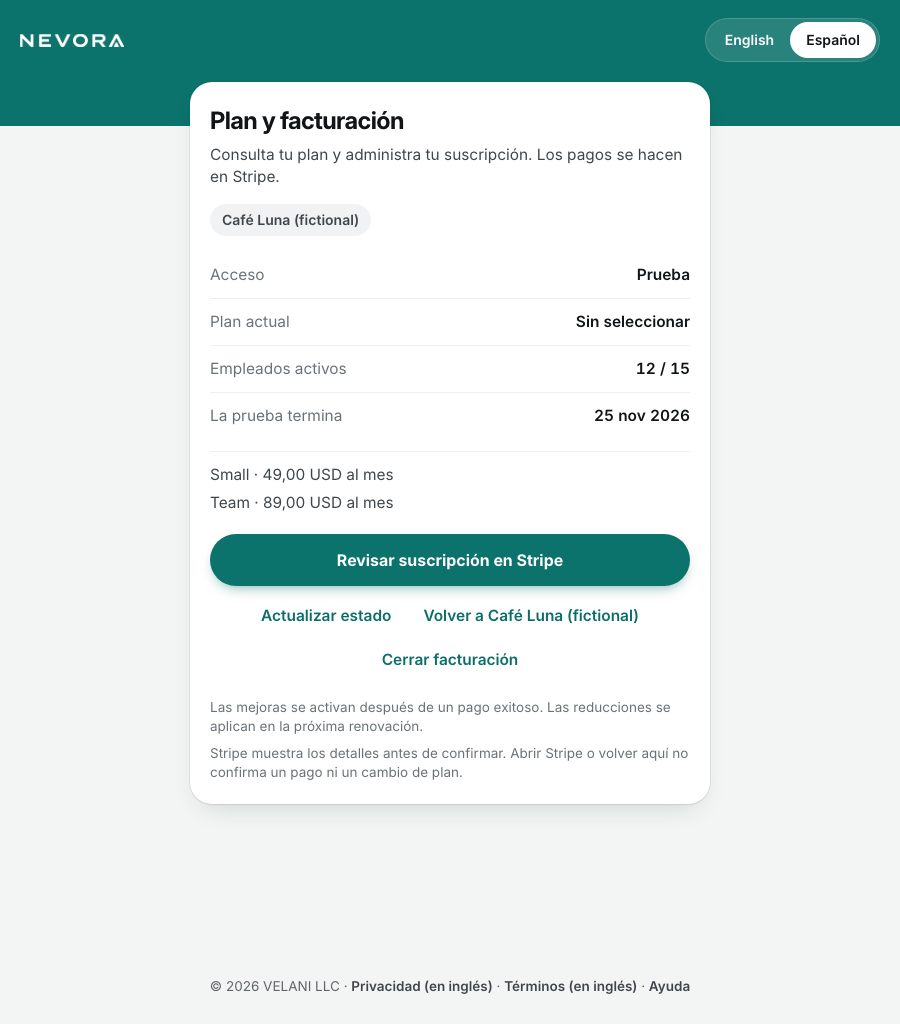 NEVORA
English Español
Plan y facturación
Consulta tu plan y administra tu suscripción. Los pagos se hacen
en Stripe.
Café Luna (fictional)
Acceso Prueba
Plan actual Sin seleccionar
Empleados activos 12 / 15
La prueba termina 25 nov 2026
Small · 49,00 USD al mes
Team · 89,00 USD al mes
Revisar suscripción en Stripe
Actualizar estado Volver a Café Luna (fictional)
Cerrar facturación
Las mejoras se activan después de un pago exitoso. Las reducciones se
aplican en la próxima renovación.
Stripe muestra los detalles antes de confirmar. Abrir Stripe o volver aquí no
confirma un pago ni un cambio de plan.
© 2026 VELANI LLC · Privacidad (en inglés) · Términos (en inglés) · Ayuda